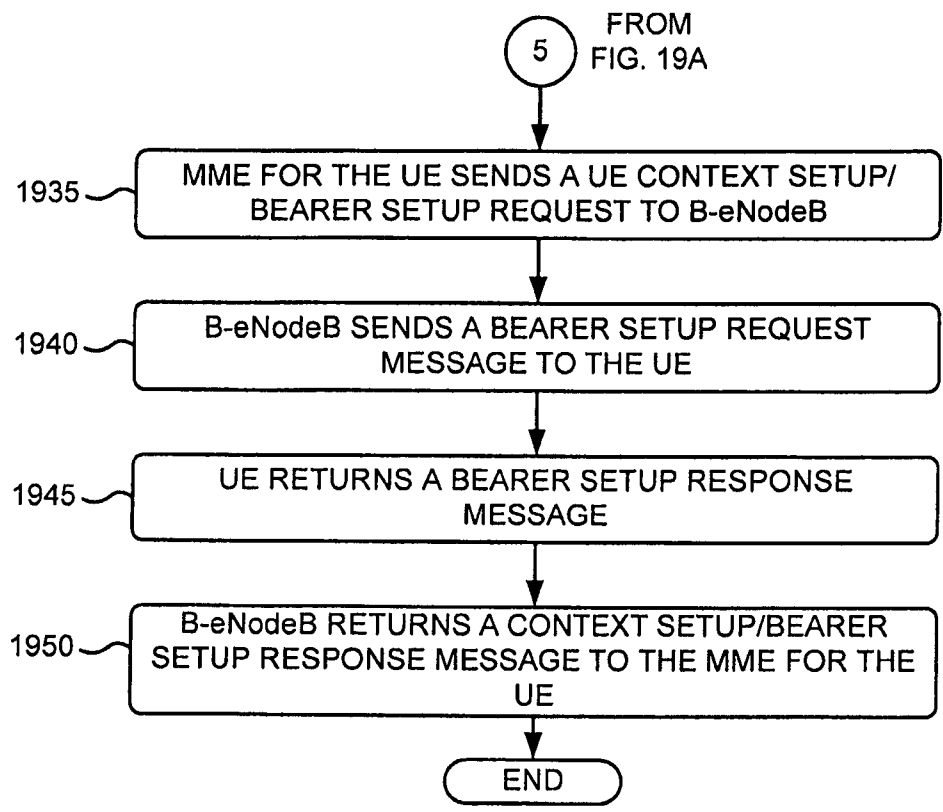 FROM
5
FIG. 19A
1935
MME FOR THE UE SENDS A UE CONTEXT SETUP/
BEARER SETUP REQUEST TO B-eNodeB
1940
B-eNodeB SENDS A BEARER SETUP REQUEST
MESSAGE TO THE UE
1945
UE RETURNS A BEARER SETUP RESPONSE
MESSAGE
1950
B-eNodeB RETURNS A CONTEXT SETUP/BEARER
SETUP RESPONSE MESSAGE TO THE MME FOR THE
UE
END